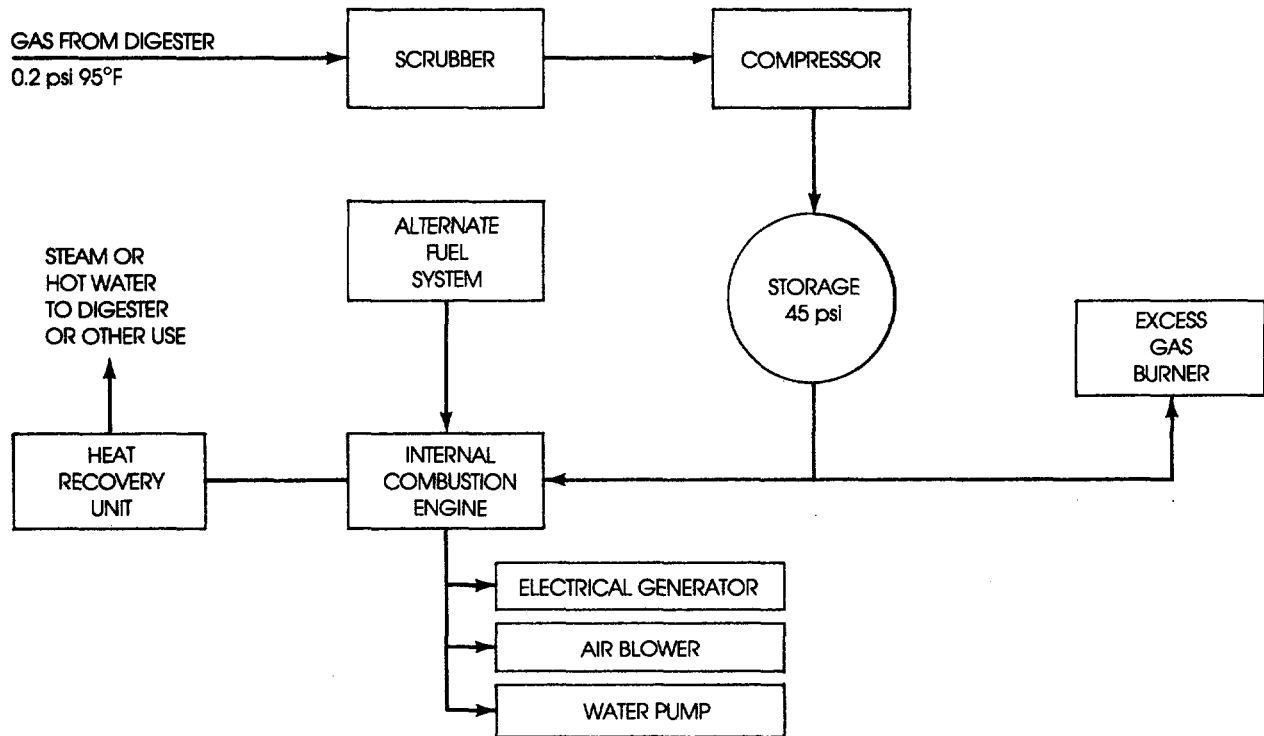 GAS FROM DIGESTER
0.2 psi 95°F
SCRUBBER
COMPRESSOR
ALTERNATE
FUEL
SYSTEM
STEAM OR
HOT WATER
TO DIGESTER
OR OTHER USE
STORAGE
45 psi
EXCESS
GAS
BURNER
HEAT
RECOVERY
UNIT
INTERNAL
COMBUSTION
ENGINE
ELECTRICAL GENERATOR
AIR BLOWER
WATER PUMP